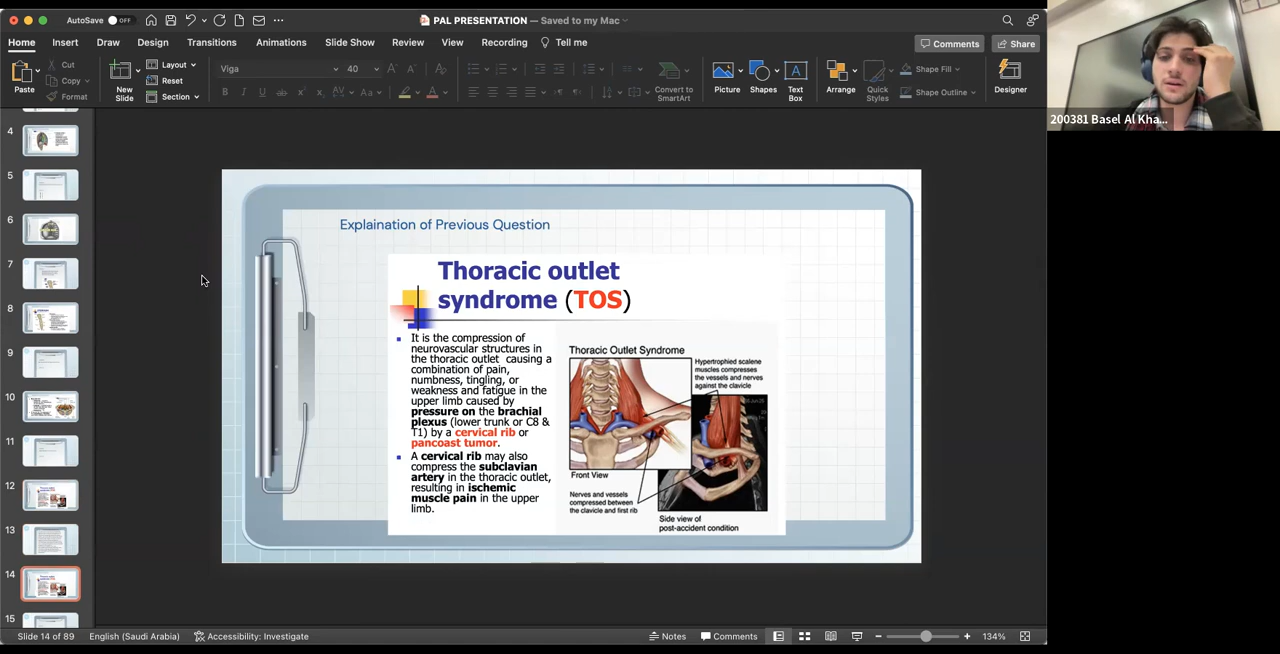 AutoSave OFF
PAL PRESENTATION — Saved to my Mac
Home Insert Draw Design Transitions Animations Slide Show Review View Recording Tell me
Comments Share
Paste
Cut
Copy
Format
New Slide
Layout
Reset
Section
Viga 40
Convert to SmartArt
Picture
Shapes
Text Box
Arrange
Quick Styles
Shape Fill
Shape Outline
Designer
200381 Basel Al Kha...
4
5
6
7
8
9
10
11
12
13
14
15
Explaination of Previous Question
Thoracic outlet
syndrome (TOS)
It is the compression of
neurovascular structures in
the thoracic outlet causing a
combination of pain,
numbness, tingling, or
weakness and fatigue in the
upper limb caused by
pressure on the brachial
plexus (lower trunk or C8 &
T1) by a cervical rib or
pancoast tumor.
A cervical rib may also
compress the subclavian
artery in the thoracic outlet,
resulting in ischemic
muscle pain in the upper
limb.
Thoracic Outlet Syndrome
Hypertrophied scalene
muscles compresses
the vessels and nerves
against the clavicle
Front View
Nerves and vessels
compressed between
the clavicle and first rib
Side view of
post-accident condition
Slide 14 of 89 English (Saudi Arabia) Accessibility: Investigate
Notes Comments 134%